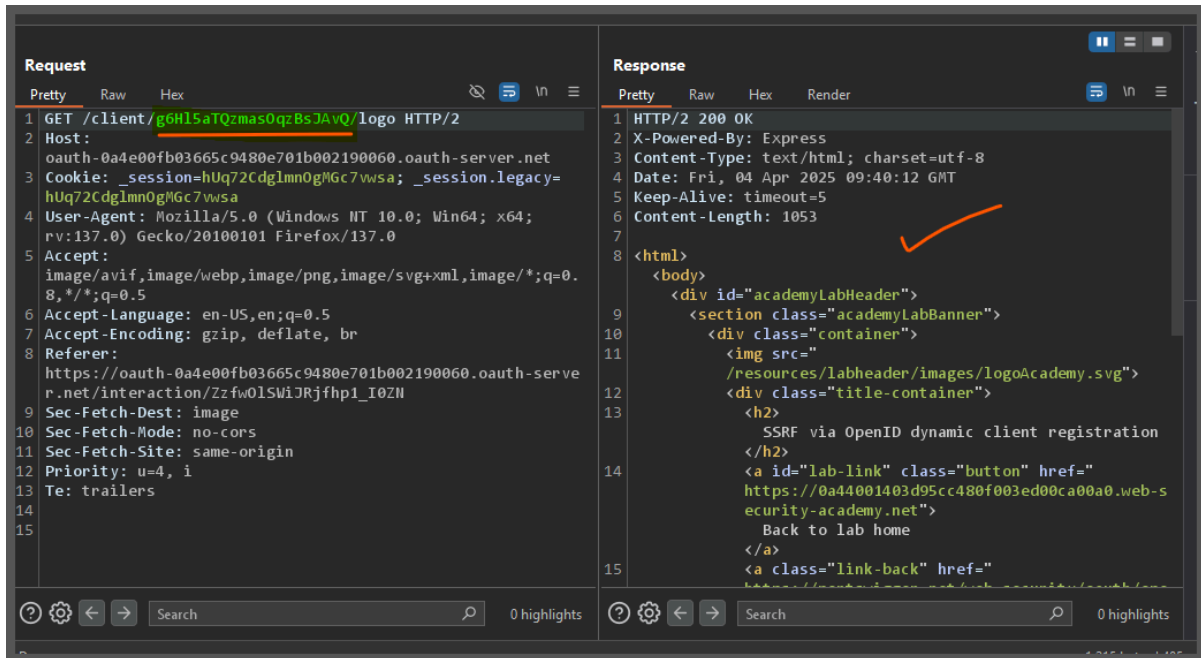 Request
Pretty Raw Hex
\n
1 GET /client/g6Hl5aTQzmasOqzBsJAvQ/logo HTTP/2
2 Host:
oauth-0a4e00fb03665c9480e701b002190060.oauth-server.net
3 Cookie: _session=hUq72CdglmnOgMGc7vwsa; _session.legacy=
hUq72CdglmnOgMGc7vwsa
4 User-Agent: Mozilla/5.0 (Windows NT 10.0; Win64; x64;
rv:137.0) Gecko/20100101 Firefox/137.0
5 Accept:
image/avif,image/webp,image/png,image/svg+xml,image/*;q=0.
8,*/*;q=0.5
6 Accept-Language: en-US,en;q=0.5
7 Accept-Encoding: gzip, deflate, br
8 Referer:
https://oauth-0a4e00fb03665c9480e701b002190060.oauth-serve
r.net/interaction/ZzfwOlSWiJRjfhp1_I0ZN
9 Sec-Fetch-Dest: image
10 Sec-Fetch-Mode: no-cors
11 Sec-Fetch-Site: same-origin
12 Priority: u=4, i
13 Te: trailers
14
15
Search
0 highlights
Response
Pretty Raw Hex Render
\n
1 HTTP/2 200 OK
2 X-Powered-By: Express
3 Content-Type: text/html; charset=utf-8
4 Date: Fri, 04 Apr 2025 09:40:12 GMT
5 Keep-Alive: timeout=5
6 Content-Length: 1053
7
8 <html>
<body>
<div id="academyLabHeader">
9 <section class="academyLabBanner">
10 <div class="container">
11 <img src="
/resources/labheader/images/logoAcademy.svg">
12 <div class="title-container">
13 <h2>
SSRF via OpenID dynamic client registration
</h2>
14 <a id="lab-link" class="button" href="
https://0a44001403d95cc480f003ed00ca00a0.web-s
ecurity-academy.net">
Back to lab home
</a>
15 <a class="link-back" href="
Search
0 highlights